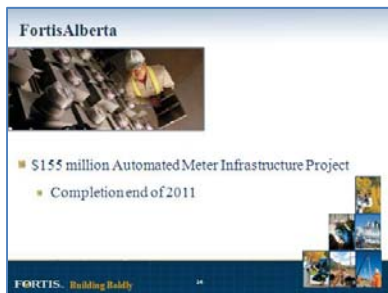 FortisAlberta
$155 million Automated Meter Infrastructure Project
Completion end of 2011
FORTIS. Building Boldly